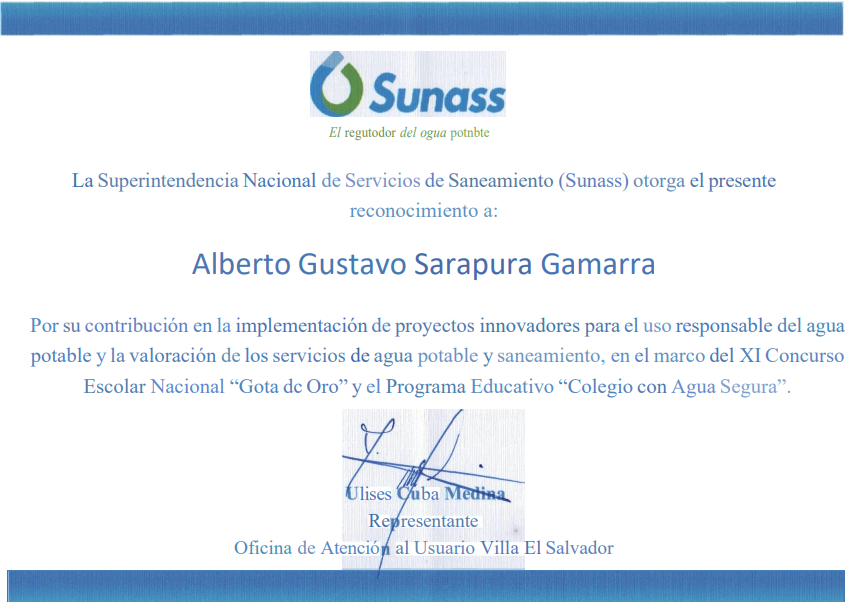 Sunass
El regutodor del ogua potnbte
La Superintendencia Nacional de Servicios de Saneamiento (Sunass) otorga el presente
reconocimiento a:
Alberto Gustavo Sarapura Gamarra
Por su contribución en la implementación de proyectos innovadores para el uso responsable del agua
potable y la valoración de los servicios de agua potable y saneamiento, en el marco del XI Concurso
Escolar Nacional “Gota dc Oro” y el Programa Educativo “Colegio con Agua Segura”.
Ulises Cuba Medina
Representante
Oficina de Atención al Usuario Villa El Salvador